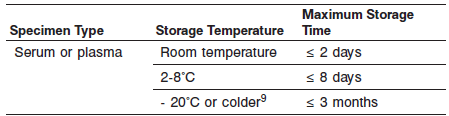 Maximum Storage
Specimen Type Storage Temperature Time
Serum or plasma Room temperature ≤ 2 days
2-8˚C ≤ 8 days
- 20˚C or colder⁹ ≤ 3 months